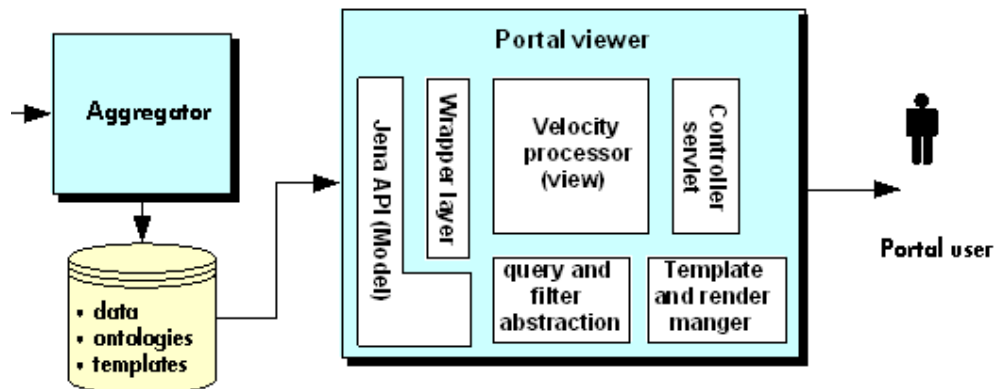 Portal viewer
Aggregator
Jena API (Model)
Wrapper layer
Velocity
processor
(view)
Controller
servlet
query and
filter
abstraction
Template
and render
manger
Portal user
• data
• ontologies
• templates